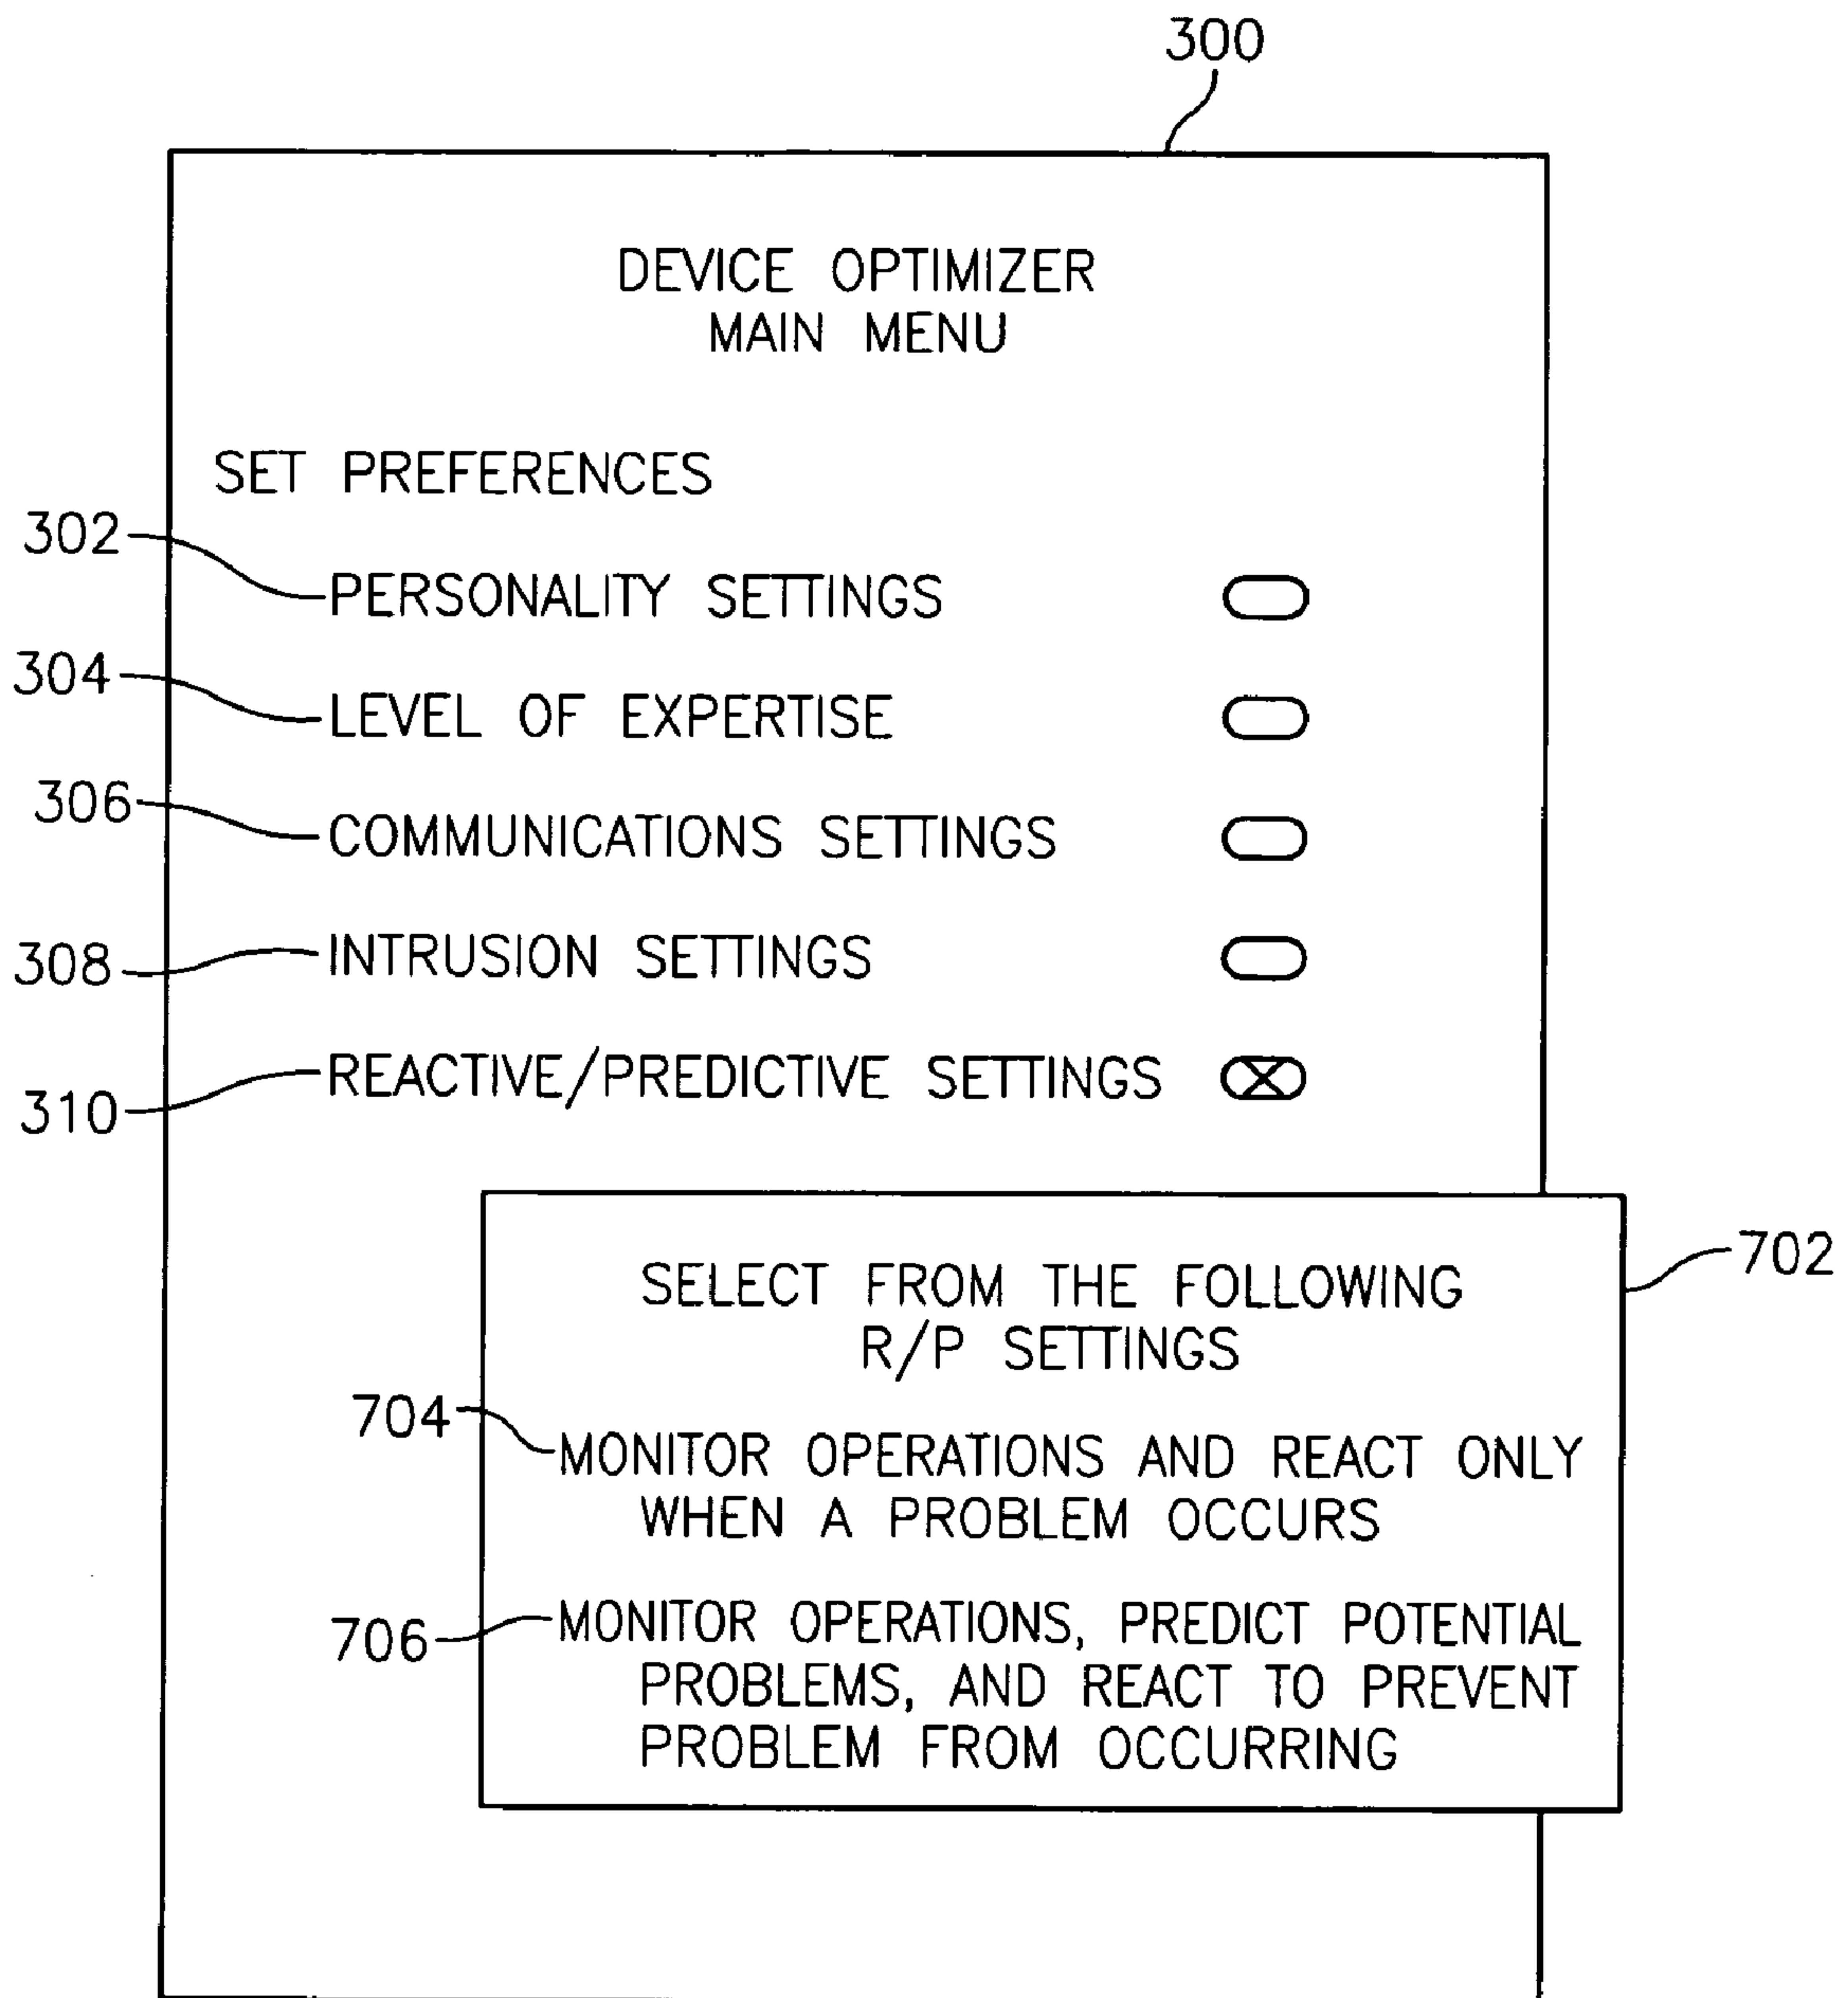 300
DEVICE OPTIMIZER
MAIN MENU
SET PREFERENCES
302
PERSONALITY SETTINGS
304
LEVEL OF EXPERTISE
306
COMMUNICATIONS SETTINGS
308
INTRUSION SETTINGS
310
REACTIVE/PREDICTIVE SETTINGS
702
SELECT FROM THE FOLLOWING
R/P SETTINGS
704
MONITOR OPERATIONS AND REACT ONLY
WHEN A PROBLEM OCCURS
706
MONITOR OPERATIONS, PREDICT POTENTIAL
PROBLEMS, AND REACT TO PREVENT
PROBLEM FROM OCCURRING